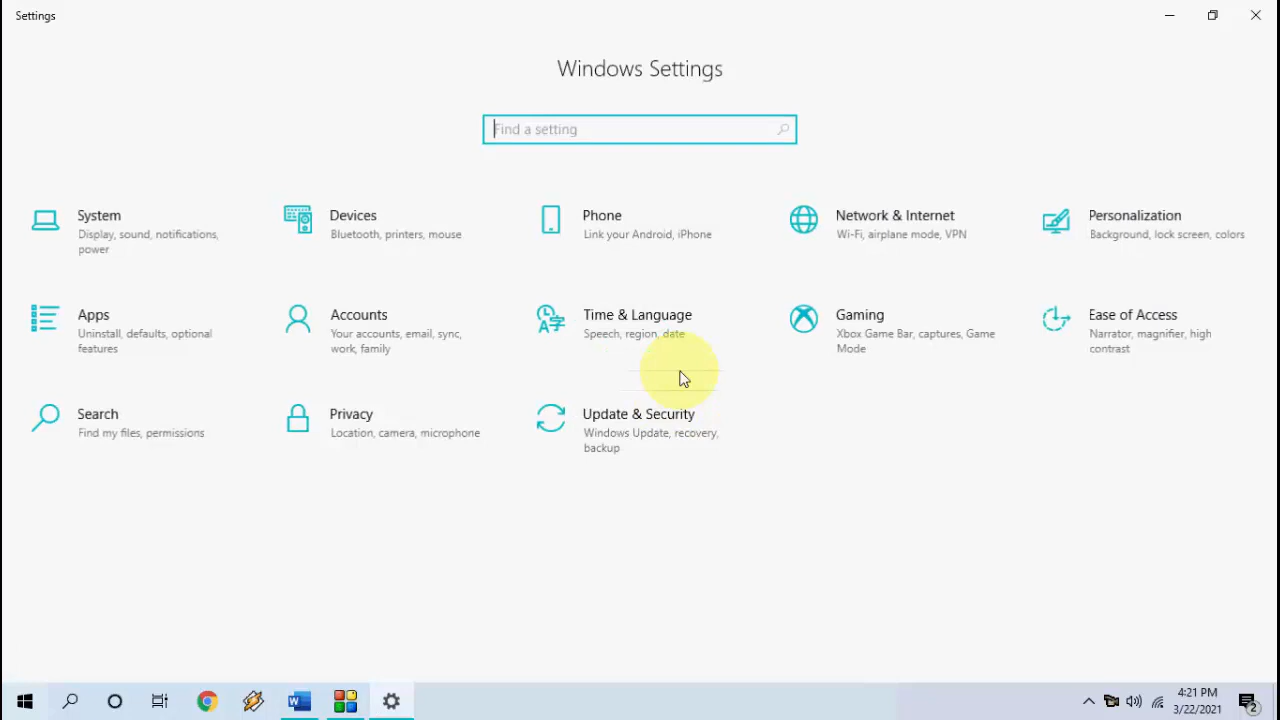 Settings
Windows Settings
Find a setting
System
Display, sound, notifications,
power
Devices
Bluetooth, printers, mouse
Phone
Link your Android, iPhone
Network & Internet
Wi-Fi, airplane mode, VPN
Personalization
Background, lock screen, colors
Apps
Uninstall, defaults, optional
features
Accounts
Your accounts, email, sync,
work, family
Time & Language
Speech, region, date
Gaming
Xbox Game Bar, captures, Game
Mode
Ease of Access
Narrator, magnifier, high
contrast
Search
Find my files, permissions
Privacy
Location, camera, microphone
Update & Security
Windows Update, recovery,
backup
4:21 PM
3/22/2021
2